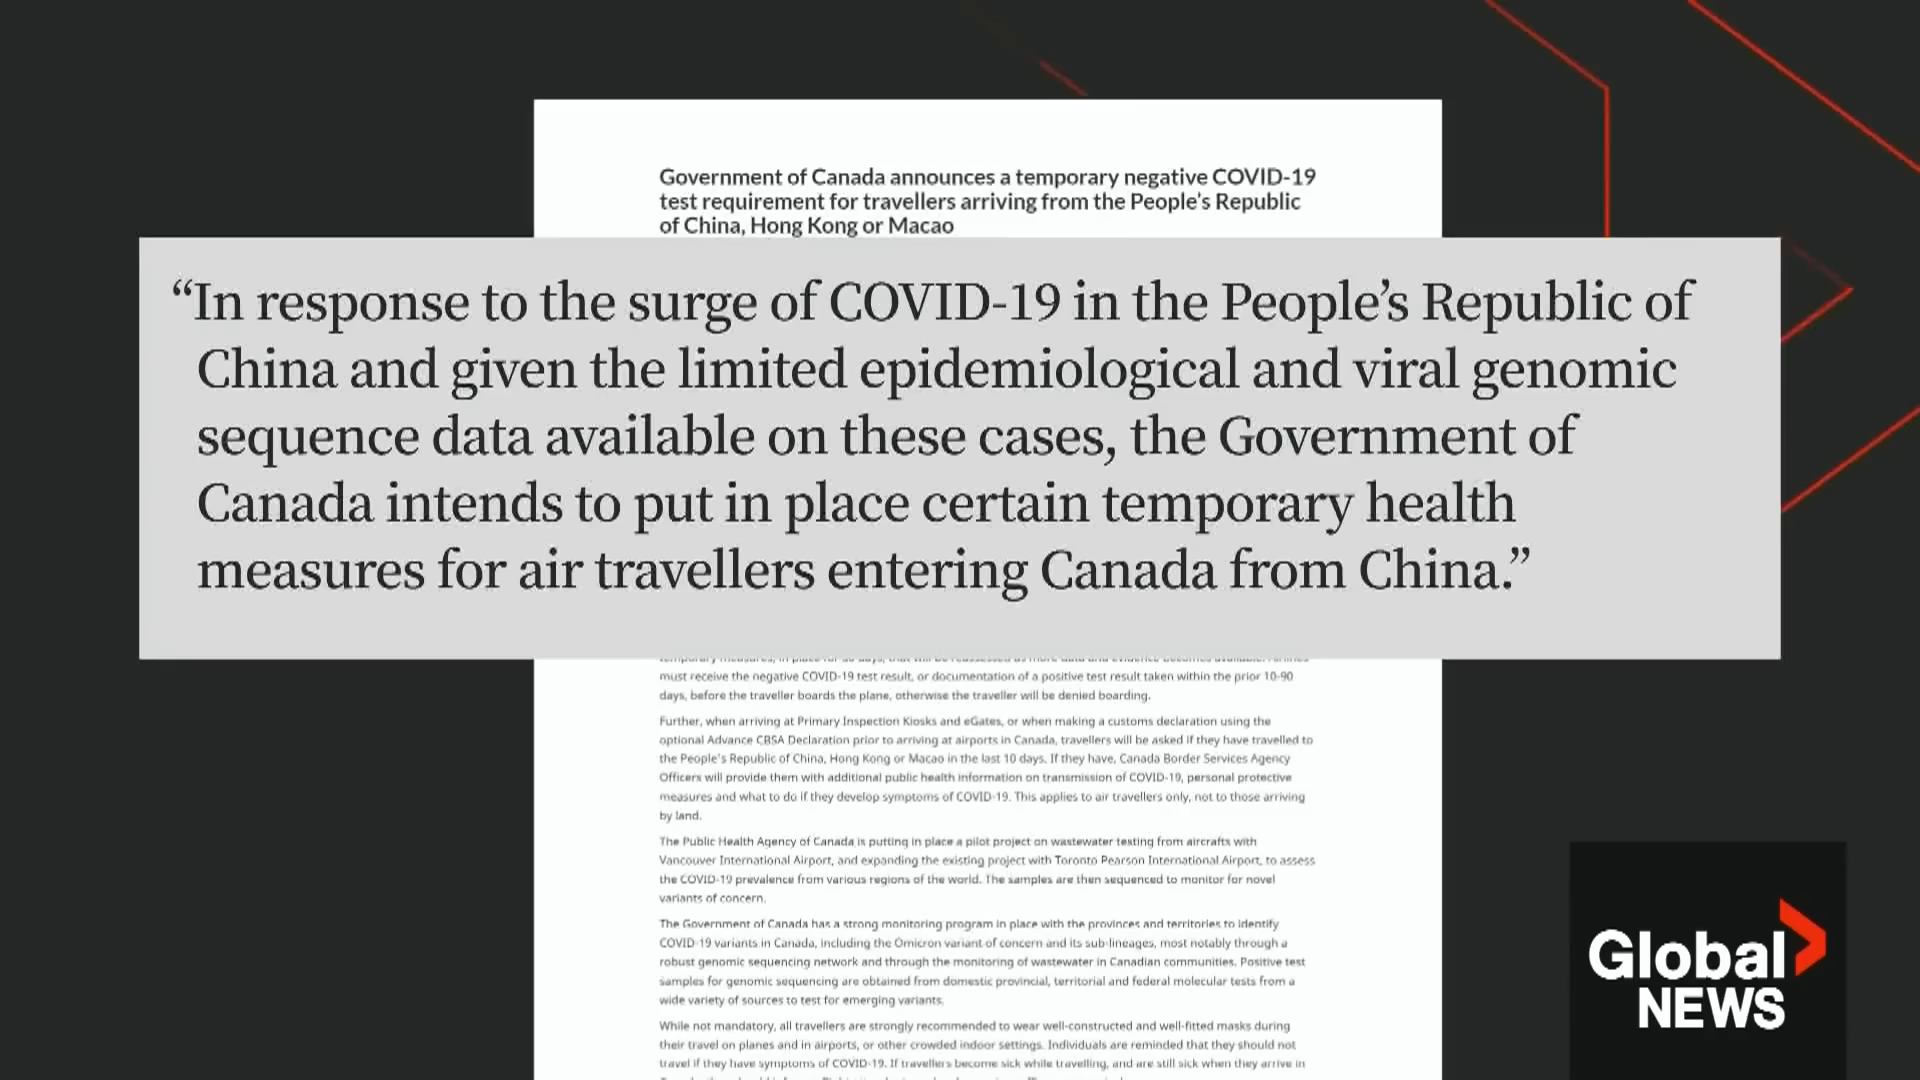 Government of Canada announces a temporary negative COVID-19
test requirement for travellers arriving from the People's Republic
of China, Hong Kong or Macao
“In response to the surge of COVID-19 in the People’s Republic of
China and given the limited epidemiological and viral genomic
sequence data available on these cases, the Government of
Canada intends to put in place certain temporary health
measures for air travellers entering Canada from China.”
must receive the negative COVID-19 test result, or documentation of a positive test result taken within the prior 10-90
days, before the traveller boards the plane, otherwise the traveller will be denied boarding.
Further, when arriving at Primary Inspection Kiosks and eGates, or when making a customs declaration using the
optional Advance CBSA Declaration prior to arriving at airports in Canada, travellers will be asked if they have travelled to
the People's Republic of China, Hong Kong or Macao in the last 10 days. If they have, Canada Border Services Agency
Officers will provide them with additional public health information on transmission of COVID-19, personal protective
measures and what to do if they develop symptoms of COVID-19. This applies to air travellers only, not to those arriving
by land.
The Public Health Agency of Canada is putting in place a pilot project on wastewater testing from aircrafts with
Vancouver International Airport, and expanding the existing project with Toronto Pearson International Airport, to assess
the COVID-19 prevalence from various regions of the world. The samples are then sequenced to monitor for novel
variants of concern.
The Government of Canada has a strong monitoring program in place with the provinces and territories to identify
COVID-19 variants in Canada, including the Omicron variant of concern and its sub-lineages, most notably through a
robust genomic sequencing network and through the monitoring of wastewater in Canadian communities. Positive test
samples for genomic sequencing are obtained from domestic provincial, territorial and federal molecular tests from a
wide variety of sources to test for emerging variants.
While not mandatory, all travellers are strongly recommended to wear well-constructed and well-fitted masks during
their travel on planes and in airports, or other crowded indoor settings. Individuals are reminded that they should not
travel if they have symptoms of COVID-19. If travellers become sick while travelling, and are still sick when they arrive in
Global
NEWS